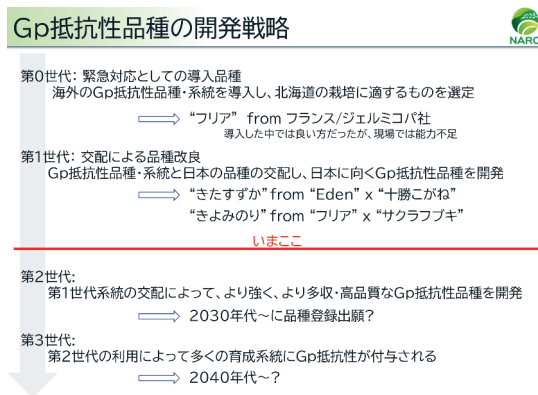 Gp抵抗性品種の開発戦略
NARO
第0世代: 緊急対応としての導入品種
海外のGp抵抗性品種・系統を導入し、北海道の栽培に適するものを選定
“フリア” from フランス/ジェルミコパ社
導入した中では良い方だったが、現場では能力不足
第1世代: 交配による品種改良
Gp抵抗性品種・系統と日本の品種の交配し、日本に向くGp抵抗性品種を開発
“きたすずか” from “Eden” x “十勝こがね”
“きよみのり” from “フリア” x “サクラフブキ”
いまここ
第2世代:
第1世代系統の交配によって、より強く、より多収・高品質なGp抵抗性品種を開発
2030年代~に品種登録出願?
第3世代:
第2世代の利用によって多くの育成系統にGp抵抗性が付与される
2040年代~?